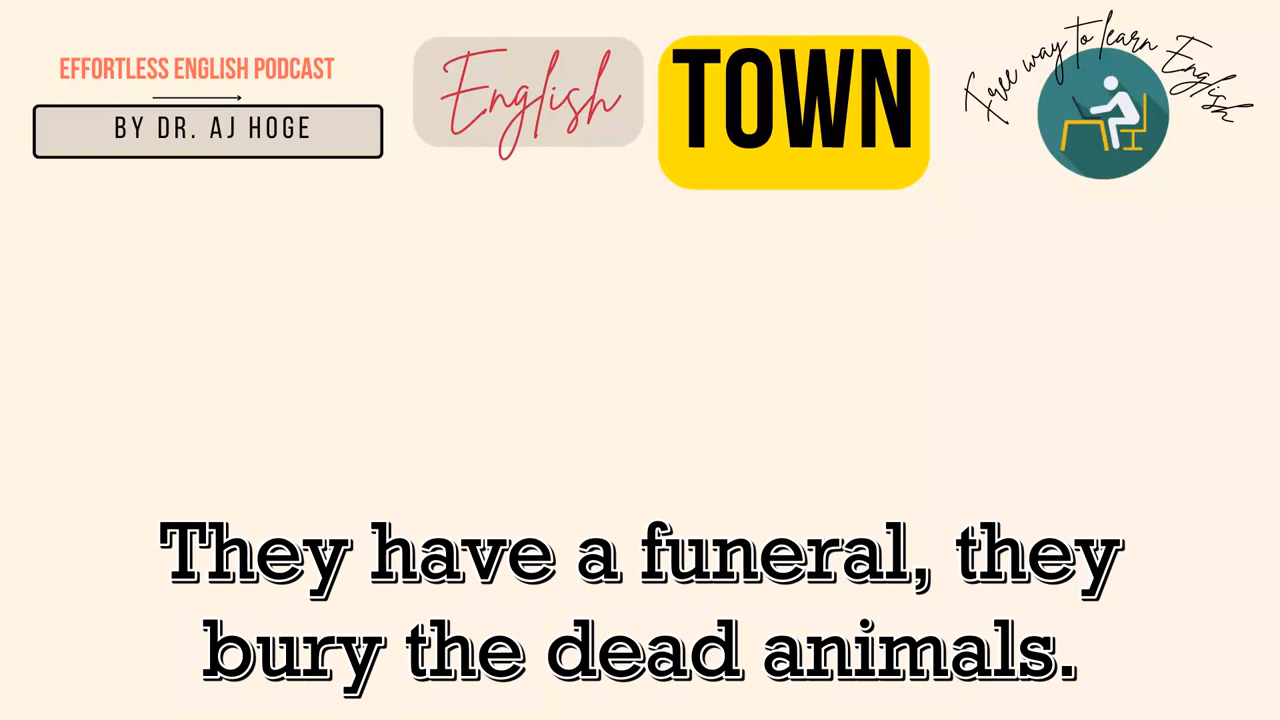 EFFORTLESS ENGLISH PODCAST
BY DR. AJ HOGE
English
TOWN
Free way to learn English
They have a funeral, they
bury the dead animals.